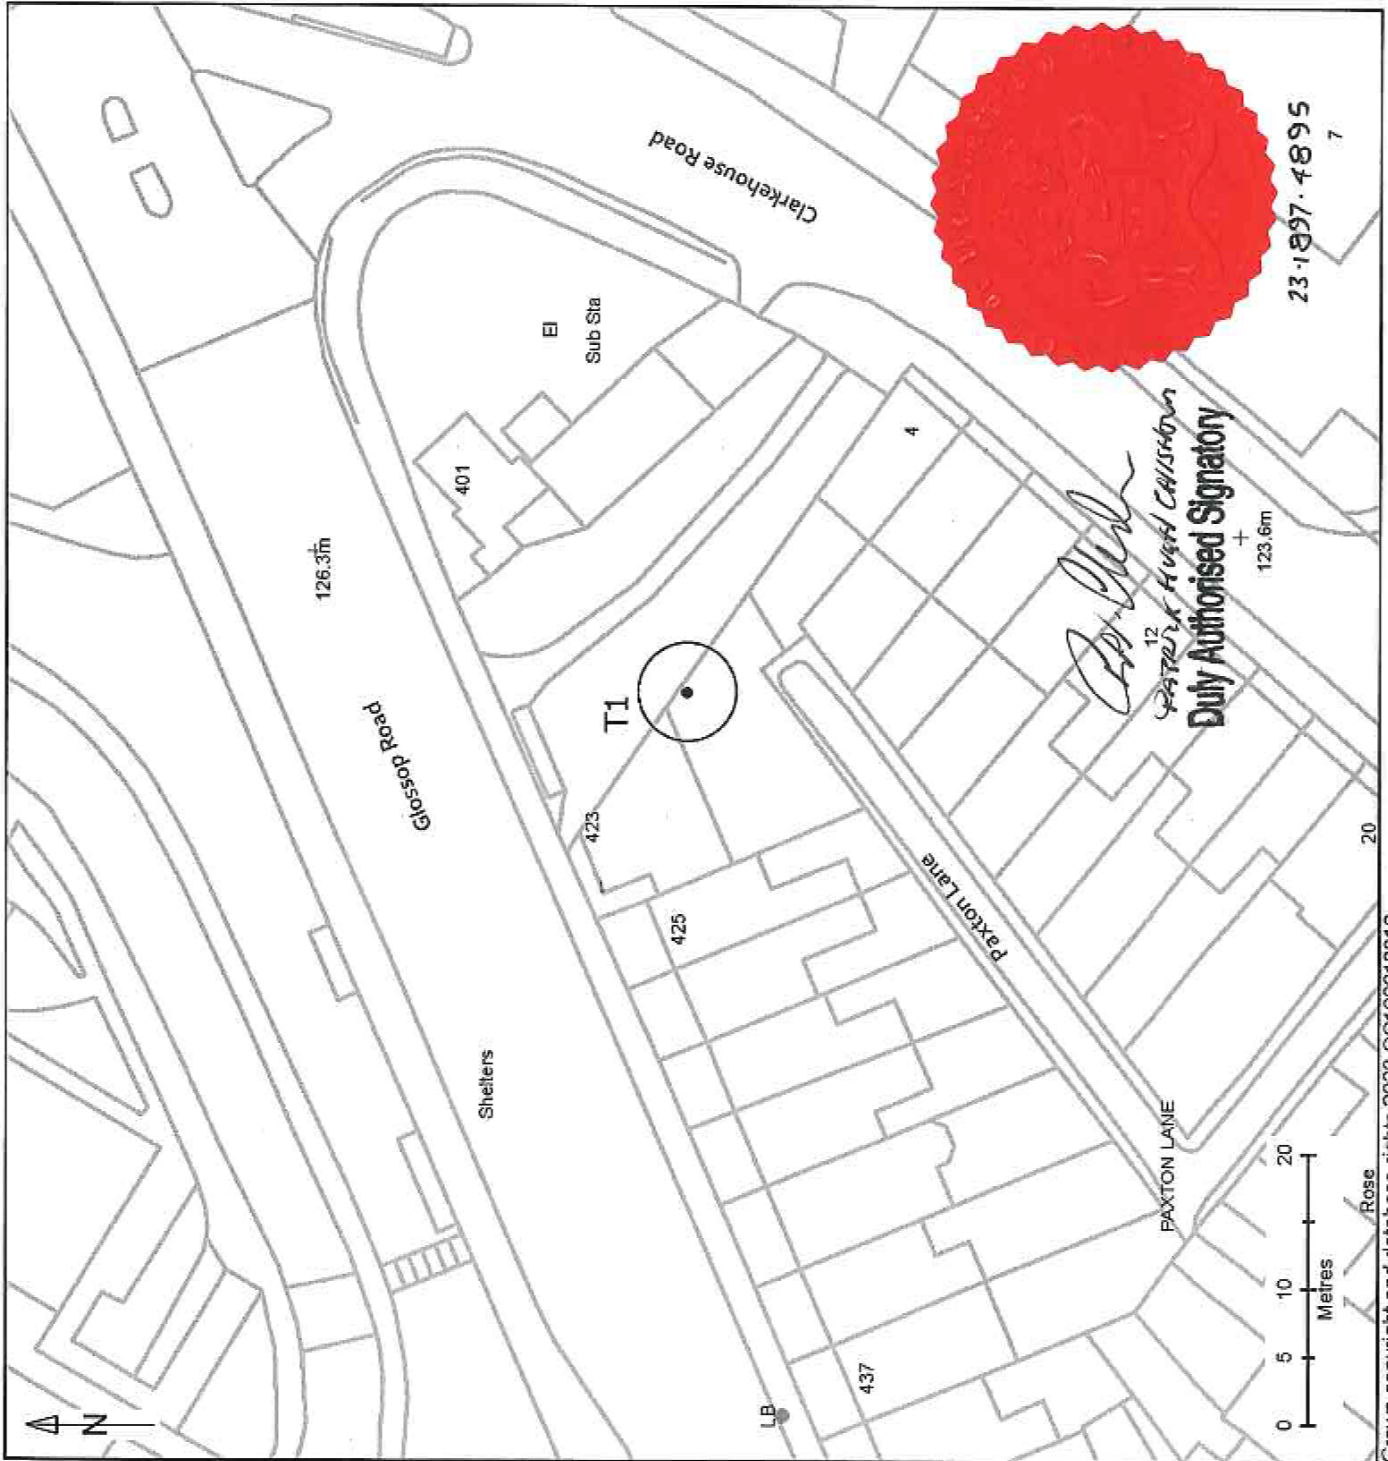 N
Glossop Road
126.3m
Shelters
Clarkehouse Road
El
Sub Sta
401
T1
423
425
437
LB
4
12
Paxton Lane
PAXTON LANE
Duly Authorised Signatory
123.6m
23.1897.4895
7
20
Rose
0 5 10 20
Metres